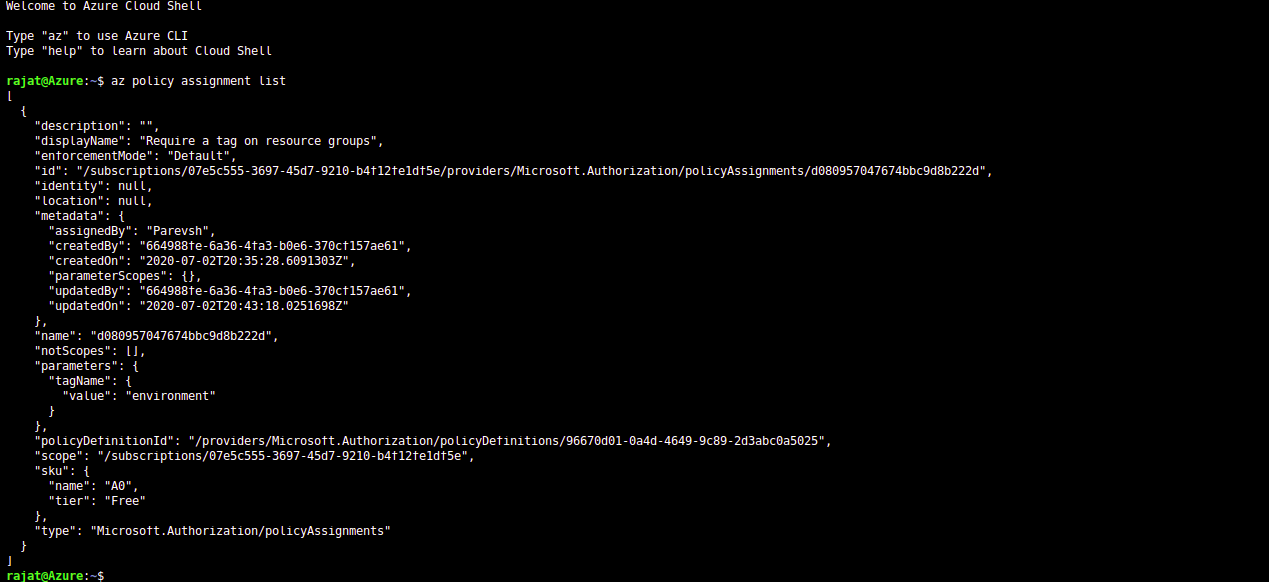 Welcome to Azure Cloud Shell
Type "az" to use Azure CLI
Type "help" to learn about Cloud Shell
rajat@Azure:~$ az policy assignment list
[
  {
    "description": "",
    "displayName": "Require a tag on resource groups",
    "enforcementMode": "Default",
    "id": "/subscriptions/07e5c555-3697-45d7-9210-b4f12fe1df5e/providers/Microsoft.Authorization/policyAssignments/d080957047674bbc9d8b222d",
    "identity": null,
    "location": null,
    "metadata": {
      "assignedBy": "Parevsh",
      "createdBy": "664988fe-6a36-4fa3-b0e6-370cf157ae61",
      "createdOn": "2020-07-02T20:35:28.6091303Z",
      "parameterScopes": {},
      "updatedBy": "664988fe-6a36-4fa3-b0e6-370cf157ae61",
      "updatedOn": "2020-07-02T20:43:18.0251698Z"
    },
    "name": "d080957047674bbc9d8b222d",
    "notScopes": [],
    "parameters": {
      "tagName": {
        "value": "environment"
      }
    },
    "policyDefinitionId": "/providers/Microsoft.Authorization/policyDefinitions/96670d01-0a4d-4649-9c89-2d3abc0a5025",
    "scope": "/subscriptions/07e5c555-3697-45d7-9210-b4f12fe1df5e",
    "sku": {
      "name": "A0",
      "tier": "Free"
    },
    "type": "Microsoft.Authorization/policyAssignments"
  }
]
rajat@Azure:~$